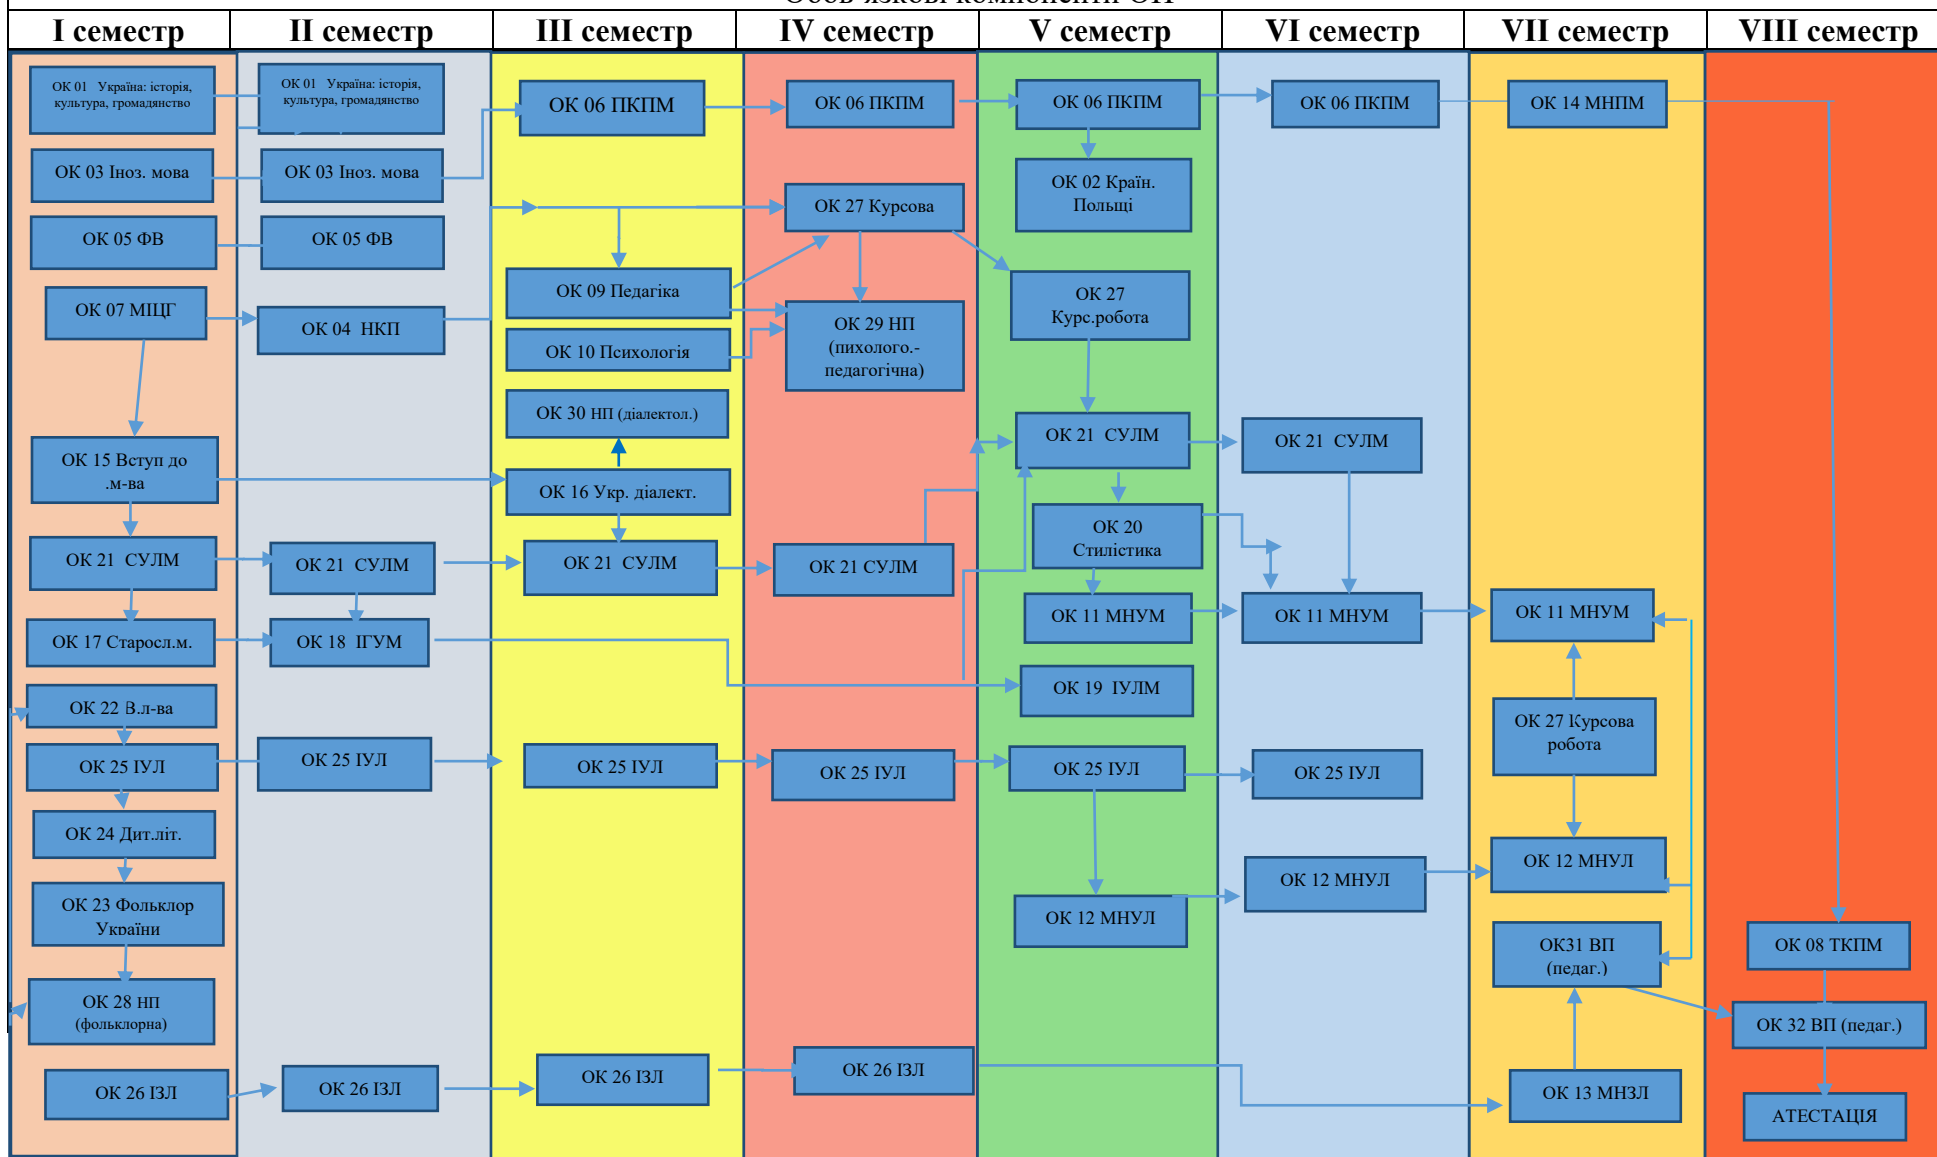 Обов'язкові компоненти ОП
І семестр
ІІ семестр
ІІІ семестр
IV семестр
V семестр
VI семестр
VII семестр
VIII семестр
ОК 01 Україна: історія,
культура, громадянство
ОК 03 Іноз. мова
ОК 05 ФВ
ОК 07 МІЦГ
ОК 15 Вступ до
.м-ва
ОК 21 СУЛМ
ОК 17 Старосл.м.
ОК 22 В.л-ва
ОК 25 ІУЛ
ОК 24 Дит.літ.
ОК 23 Фольклор
України
ОК 28 НП
(фольклорна)
ОК 26 ІЗЛ
ОК 01 Україна: історія,
культура, громадянство
ОК 03 Іноз. мова
ОК 05 ФВ
ОК 04 НКП
ОК 21 СУЛМ
ОК 18 ІГУМ
ОК 25 ІУЛ
ОК 26 ІЗЛ
ОК 06 ПКПМ
ОК 09 Педагіка
ОК 10 Психологія
ОК 30 НП (діалектол.)
ОК 16 Укр. діалект.
ОК 21 СУЛМ
ОК 25 ІУЛ
ОК 26 ІЗЛ
ОК 06 ПКПМ
ОК 27 Курсова
ОК 29 НП
(пихолого.-
педагогічна)
ОК 21 СУЛМ
ОК 25 ІУЛ
ОК 26 ІЗЛ
ОК 06 ПКПМ
ОК 02 Країн.
Польщі
ОК 27
Курс.робота
ОК 21 СУЛМ
ОК 20
Стилістика
ОК 11 МНУМ
ОК 19 ІУЛМ
ОК 25 ІУЛ
ОК 12 МНУЛ
ОК 06 ПКПМ
ОК 21 СУЛМ
ОК 11 МНУМ
ОК 25 ІУЛ
ОК 12 МНУЛ
ОК 14 МНПМ
ОК 11 МНУМ
ОК 27 Курсова
робота
ОК 12 МНУЛ
ОК31 ВП
(педаг.)
ОК 13 МНЗЛ
ОК 08 ТКПМ
ОК 32 ВП (педаг.)
АТЕСТАЦІЯ